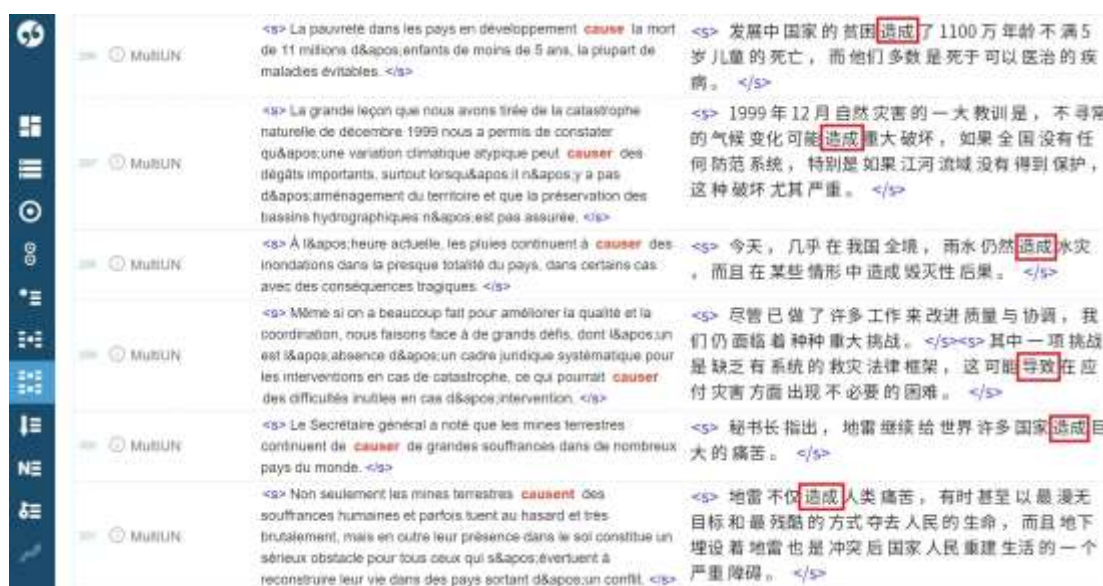 MultiUN
<s> La pauvreté dans les pays en développement cause la mort
de 11 millions d&apos;enfants de moins de 5 ans, la plupart de
maladies évitables. </s>
<s> 发展中国家的贫困造成了1100万年龄不满5
岁儿童的死亡，而他们多数是死于可以医治的疾
病。 </s>
MultiUN
<s> La grande leçon que nous avons tirée de la catastrophe
naturelle de décembre 1999 nous a permis de constater
qu&apos;une variation climatique atypique peut causer des
dégâts importants, surtout lorsqu&apos;il n&apos;y a pas
d&apos;aménagement du territoire et que la préservation des
bassins hydrographiques n&apos;est pas assurée. </s>
<s> 1999年12月自然灾害的一大教训是，不寻常
的气候变化可能造成重大破坏，如果全国没有任
何防范系统，特别是如果江河流域没有得到保护，
这种破坏尤其严重。 </s>
MultiUN
<s> À l&apos;heure actuelle, les pluies continuent à causer des
inondations dans la presque totalité du pays, dans certains cas
avec des conséquences tragiques. </s>
<s> 今天，几乎在我国全境，雨水仍然造成水灾
，而且在某些情形中造成毁灭性后果。 </s>
MultiUN
<s> Même si on a beaucoup fait pour améliorer la qualité et la
coordination, nous faisons face à de grands défis, dont l&apos;un
est l&apos;absence d&apos;un cadre juridique systématique pour
les interventions en cas de catastrophe, ce qui pourrait causer
des difficultés inutiles en cas d&apos;intervention. </s>
<s> 尽管已做了许多工作来改进质量与协调，我
们仍面临着种种重大挑战。 </s><s> 其中一项挑战
是缺乏有系统的救灾法律框架，这可能导致在应
付灾害方面出现不必要的困难。 </s>
MultiUN
<s> Le Secrétaire général a noté que les mines terrestres
continuent de causer de grandes souffrances dans de nombreux
pays du monde. </s>
<s> 秘书长指出，地雷继续给世界许多国家造成
大的痛苦。 </s>
MultiUN
<s> Non seulement les mines terrestres causent des
souffrances humaines et parfois tuent au hasard et très
brutalement, mais en outre leur présence dans le sol constitue un
sérieux obstacle pour tous ceux qui s&apos;évertuent à
reconstruire leur vie dans des pays sortant d&apos;un conflit. </s>
<s> 地雷不仅造成人类痛苦，有时甚至以最漫无
目标和最残酷的方式夺去人民的生命，而且地下
埋设着地雷也是冲突后国家人民重建生活的一个
严重障碍。 </s>